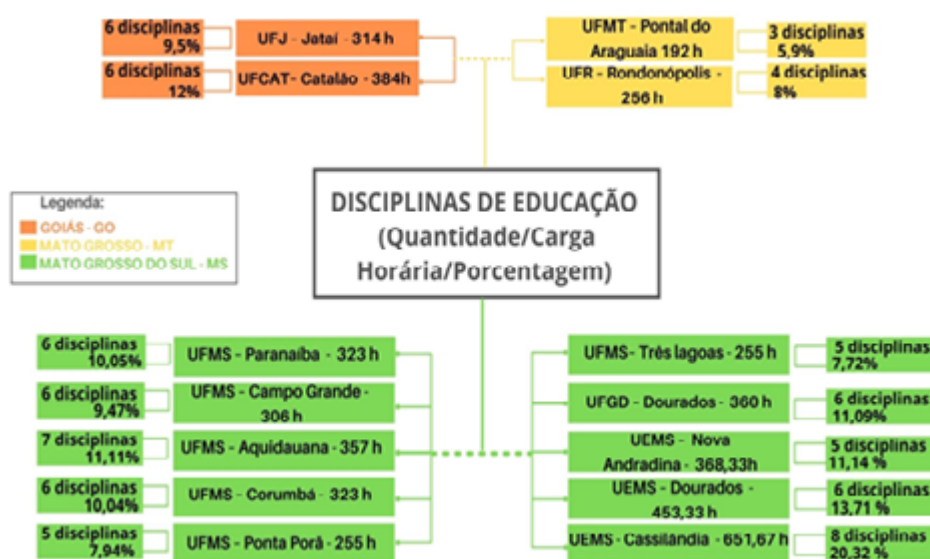 6 disciplinas
9,5%
UFJ - Jataí - 314 h
6 disciplinas
12%
UFCAT- Catalão - 384h
UFMT - Pontal do
Araguaia 192 h
3 disciplinas
5,9%
UFR - Rondonópolis -
256 h
4 disciplinas
8%
DISCIPLINAS DE EDUCAÇÃO
(Quantidade/Carga
Horária/Porcentagem)
Legenda:
GOIÁS - GO
MATO GROSSO - MT
MATO GROSSO DO SUL - MS
6 disciplinas
10,05%
UFMS - Paranaíba - 323 h
6 disciplinas
9,47%
UFMS - Campo Grande -
306 h
7 disciplinas
11,11%
UFMS - Aquidauana - 357 h
6 disciplinas
10,04%
UFMS - Corumbá - 323 h
5 disciplinas
7,94%
UFMS - Ponta Porã - 255 h
UFMS - Três lagoas - 255 h
5 disciplinas
7,72%
UFGD - Dourados - 360 h
6 disciplinas
11,09%
UEMS - Nova
Andradina - 368,33h
5 disciplinas
11,14 %
UEMS - Dourados -
453,33 h
6 disciplinas
13,71 %
UEMS - Cassilândia - 651,67 h
8 disciplinas
20,32 %